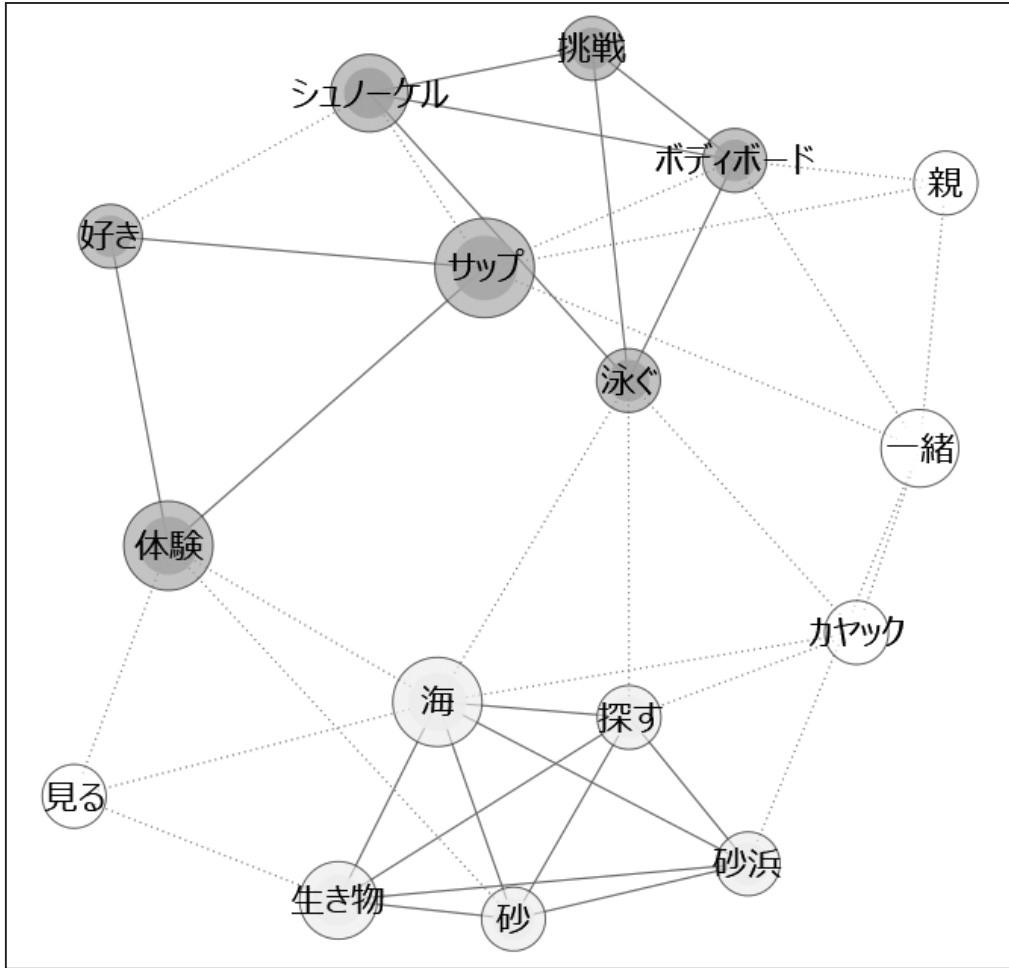 挑戦
シュノーケル
ボディボード
親
好き
サップ
泳ぐ
一緒
体験
カヤック
海
探す
見る
砂浜
生き物
砂